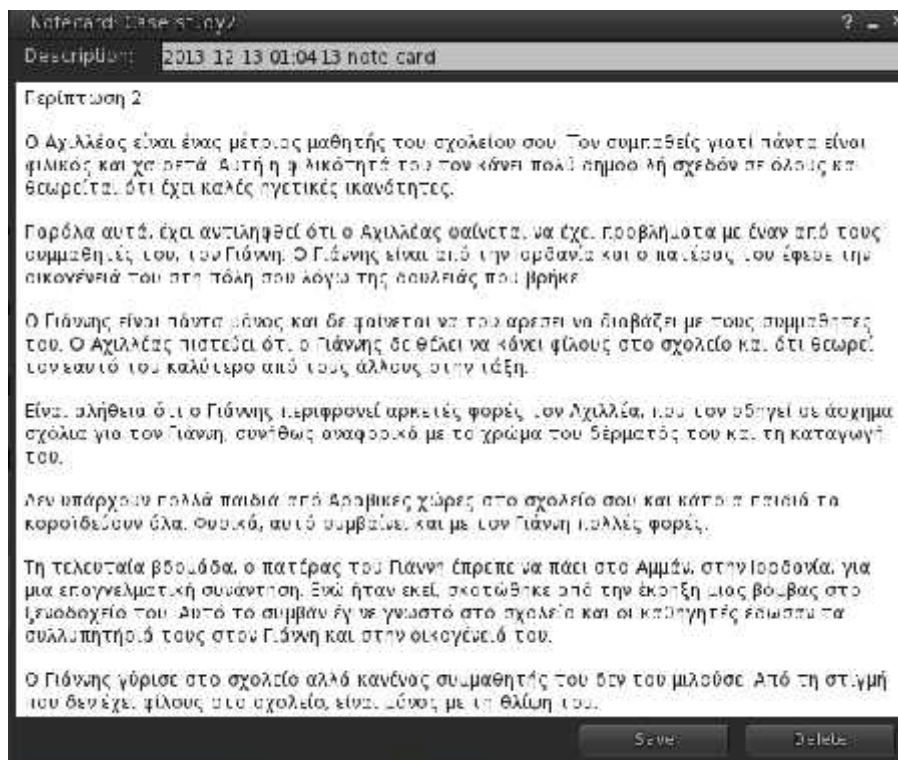 Notecard: Case study2
Description: 2013-12-13 01:04:13 note card
Περίπτωση 2
Ο Αχιλλέας είναι ένας μέτριος μαθητής του σχολείου σου. Τον συμπαθείς γιατί πάντα είναι
φιλικός και χαιρετά. Αυτή η φιλικότητά του τον κάνει πολύ δημοφιλή σχεδόν σε όλους και
θεωρείται ότι έχει καλές ηγετικές ικανότητες.
Παρόλα αυτά, έχει αντιληφθεί ότι ο Αχιλλέας φαίνεται να έχει προβλήματα με έναν από τους
συμμαθητές του, τον Γιάννη. Ο Γιάννης είναι από την Ιορδανία και ο πατέρας του έφερε την
οικογένειά του στη πόλη σου λόγω της δουλειάς που βρήκε.
Ο Γιάννης είναι πάντα μόνος και δε φαίνεται να του αρέσει να διαβάζει με τους συμμαθητες
του. Ο Αχιλλέας πιστεύει ότι ο Γιάννης δε θέλει να κάνει φίλους στο σχολείο και ότι θεωρεί
τον εαυτό του καλύτερο από τους άλλους στην τάξη.
Είναι αλήθεια ότι ο Γιάννης περιφρονεί αρκετές φορές τον Αχιλλέα, που τον οδηγεί σε άσχημα
σχόλια για τον Γιάννη, συνήθως αναφορικά με το χρώμα του δέρματός του και τη καταγωγή
του.
Δεν υπάρχουν πολλά παιδιά από Αραβικές χώρες στο σχολείο σου και κάποια παιδιά τα
κοροϊδεύουν όλα. Φυσικά, αυτό συμβαίνει και με τον Γιάννη πολλές φορές.
Τη τελευταία βδομάδα, ο πατέρας του Γιάννη έπρεπε να πάει στο Αμμάν, στην Ιορδανία, για
μια επαγγελματική συνάντηση. Ενώ ήταν εκεί, σκοτώθηκε από την έκρηξη μιας βόμβας στο
ξενοδοχείο του. Αυτό το συμβάν έγινε γνωστό στο σχολείο και οι καθηγητές έδωσαν τα
συλλυπητήριά τους στον Γιάννη και στην οικογένειά του.
Ο Γιάννης γύρισε στο σχολείο αλλά κανένας συμμαθητής του δεν του μιλούσε. Από τη στιγμή
που δεν έχει φίλους στο σχολείο, είναι μόνος με τη θλίψη του.
Save Delete